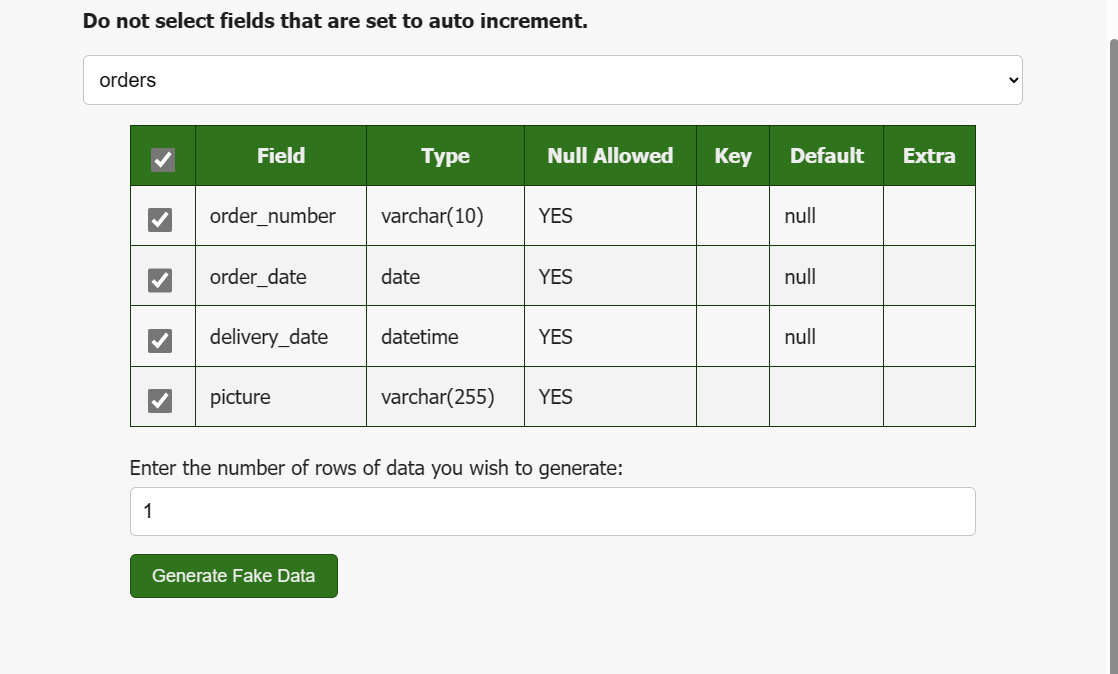 Do not select fields that are set to auto increment.
orders
Field Type Null Allowed Key Default Extra
order_number varchar(10) YES null
order_date date YES null
delivery_date datetime YES null
picture varchar(255) YES
Enter the number of rows of data you wish to generate:
1
Generate Fake Data